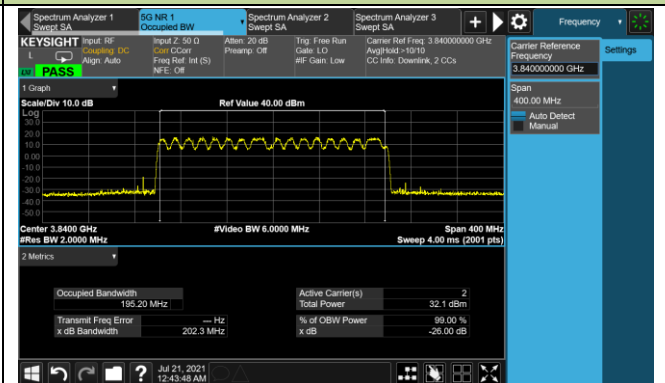 Spectrum Analyzer 1
Swept SA
5G NR 1
Occupied BW
Spectrum Analyzer 2
Swept SA
Spectrum Analyzer 3
Swept SA
Frequency
KEYSIGHT
L
PASS
Input: RF
Coupling: DC
Align: Auto
Input Z: 50 Ω
Corr CCorr
Freq Ref: Int (S)
NFE: Off
Atten: 20 dB
Preamp: Off
Trig: Free Run
Gate: LO
#IF Gain: Low
Carrier Ref Freq: 3.840000000 GHz
Avg|Hold:>10/10
CC Info: Downlink, 2 CCs
Carrier Reference
Frequency
3.840000000 GHz
Settings
Span
400.00 MHz
Auto Detect
Manual
1 Graph
Scale/Div 10.0 dB
Ref Value 40.00 dBm
Log
30.0
20.0
10.0
0.00
-10.0
-20.0
-30.0
-40.0
-50.0
Center 3.8400 GHz
#Video BW 6.0000 MHz
Span 400 MHz
#Res BW 2.0000 MHz
Sweep 4.00 ms (2001 pts)
2 Metrics
Occupied Bandwidth
195.20 MHz
Active Carrier(s) 2
Total Power 32.1 dBm
Transmit Freq Error --- Hz
% of OBW Power 99.00 %
x dB Bandwidth 202.3 MHz
x dB -26.00 dB
?
Jul 21, 2021
12:43:48 AM